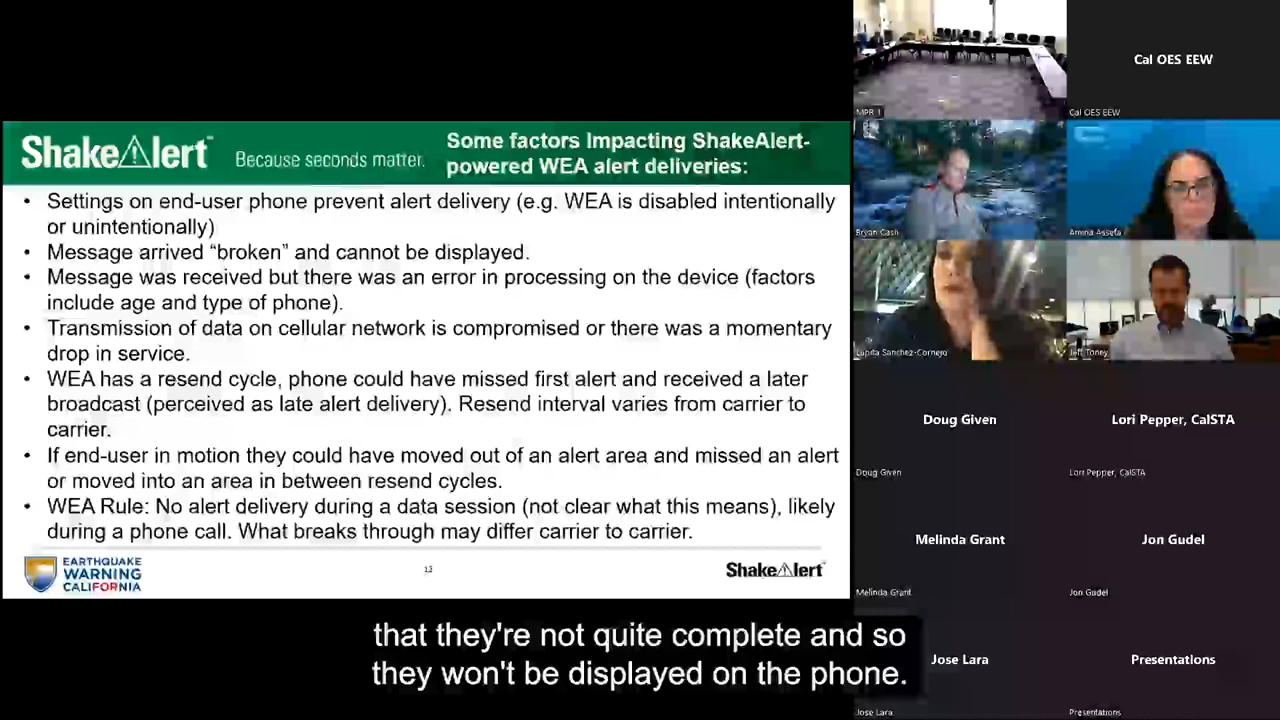 ShakeAlert™ Because seconds matter.
Some factors Impacting ShakeAlert-
powered WEA alert deliveries:
• Settings on end-user phone prevent alert delivery (e.g. WEA is disabled intentionally
or unintentionally)
• Message arrived “broken” and cannot be displayed.
• Message was received but there was an error in processing on the device (factors
include age and type of phone).
• Transmission of data on cellular network is compromised or there was a momentary
drop in service.
• WEA has a resend cycle, phone could have missed first alert and received a later
broadcast (perceived as late alert delivery). Resend interval varies from carrier to
carrier.
• If end-user in motion they could have moved out of an alert area and missed an alert
or moved into an area in between resend cycles.
• WEA Rule: No alert delivery during a data session (not clear what this means), likely
during a phone call. What breaks through may differ carrier to carrier.
EARTHQUAKE
WARNING
CALIFORNIA
12
ShakeAlert
that they're not quite complete and so
they won't be displayed on the phone.
MPR 1
Cal OES EEW
Cal OES EEW
Bryan Cash
Amina Assefa
Lupita Sanchez-Cornejo
Jeff Toney
Doug Given
Doug Given
Lori Pepper, CalSTA
Lori Pepper, CalSTA
Melinda Grant
Melinda Grant
Jon Gudel
Jon Gudel
Jose Lara
Jose Lara
Presentations
Presentations